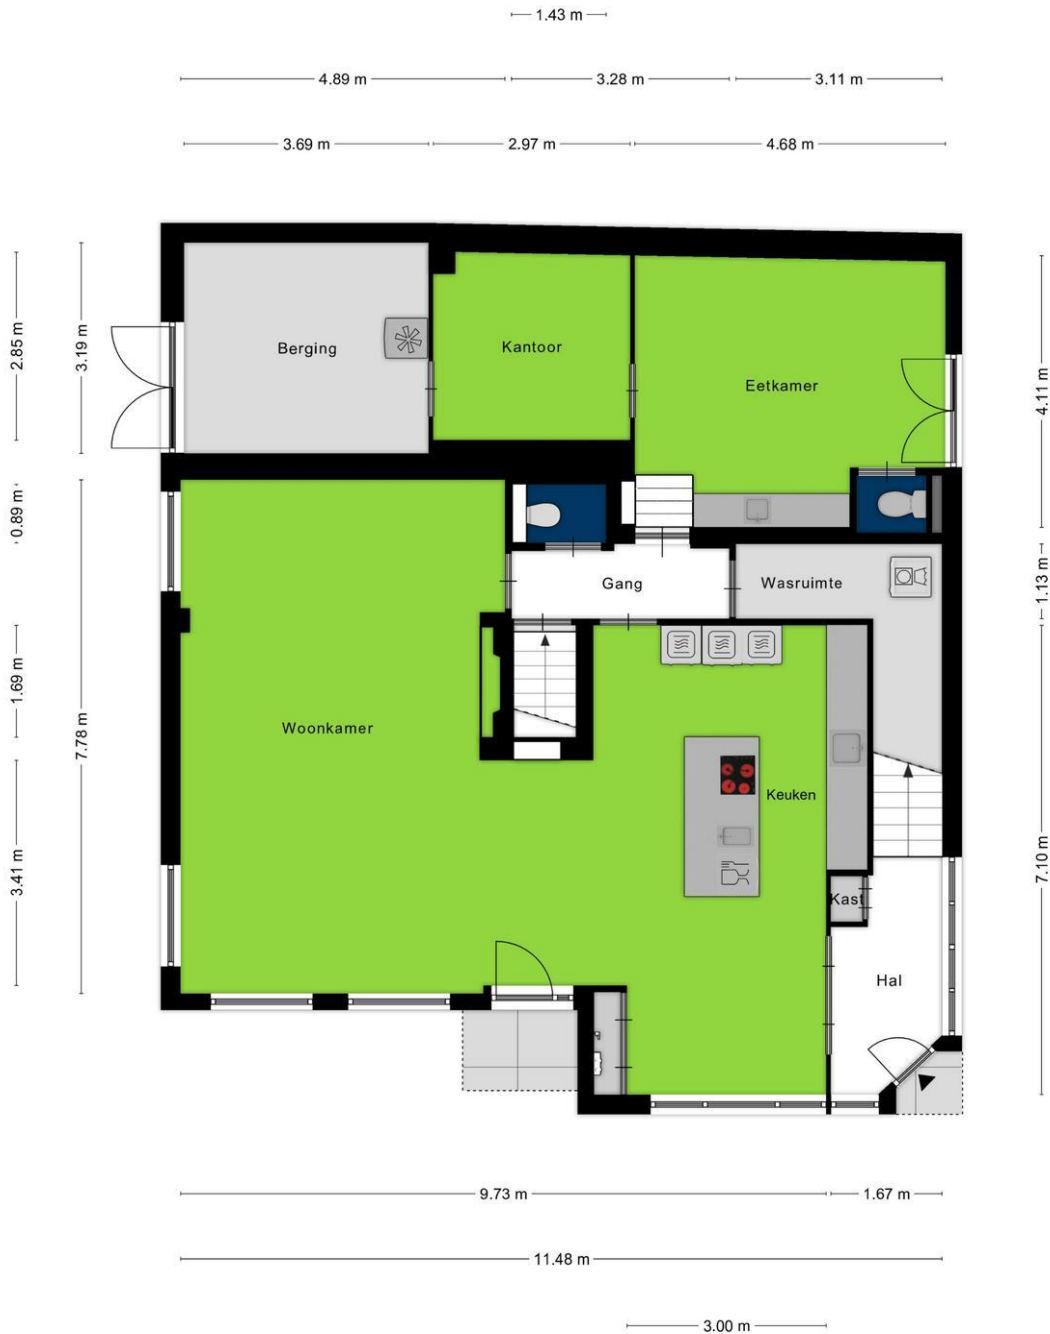 1.43 m
4.89 m
3.28 m
3.11 m
3.69 m
2.97 m
4.68 m
2.85 m
3.19 m
4.11 m
Berging
Kantoor
Eetkamer
0.89 m
1.13 m
Gang
Wasruimte
1.69 m
7.78 m
Woonkamer
Keuken
3.41 m
7.10 m
Kast
Hal
9.73 m
1.67 m
11.48 m
3.00 m